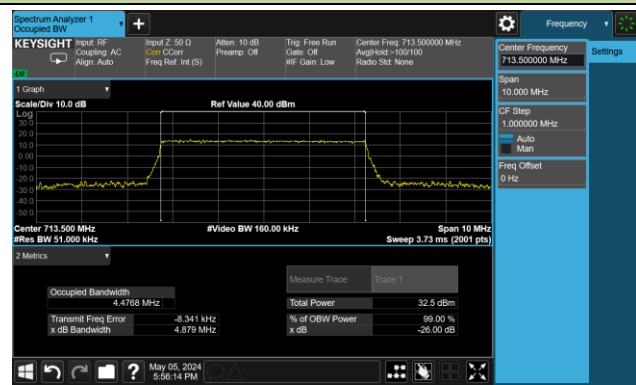 Spectrum Analyzer 1
Occupied BW
Frequency
KEYSIGHT
Input: RF
Coupling: AC
Align: Auto
Input Z: 50 Ω
Corr CCorr
Freq Ref: Int (S)
Atten: 10 dB
Preamp: Off
Trig: Free Run
Gate: Off
#IF Gain: Low
Center Freq: 713.500000 MHz
Avg|Hold:>100/100
Radio Std: None
Center Frequency
713.500000 MHz
Settings
Span
10.000 MHz
CF Step
1.000000 MHz
Auto
Man
Freq Offset
0 Hz
1 Graph
Scale/Div 10.0 dB
Ref Value 40.00 dBm
Log
30.0
20.0
10.0
0.00
-10.0
-20.0
-30.0
-40.0
-50.0
Center 713.500 MHz
#Video BW 160.00 kHz
Span 10 MHz
#Res BW 51.000 kHz
Sweep 3.73 ms (2001 pts)
2 Metrics
Measure Trace
Trace 1
Occupied Bandwidth
4.4768 MHz
Total Power
32.5 dBm
Transmit Freq Error
-8.341 kHz
% of OBW Power
99.00 %
x dB Bandwidth
4.879 MHz
x dB
-26.00 dB
May 05, 2024
5:56:14 PM